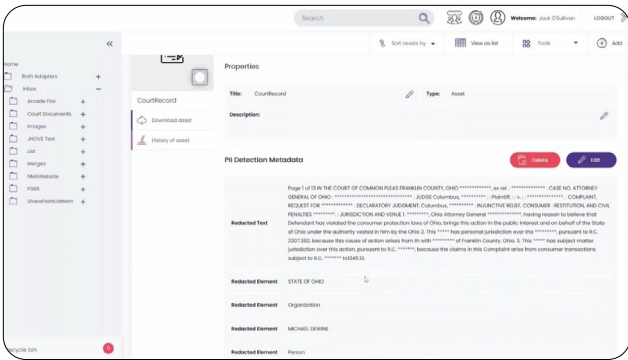 Search
Welcome: Jack O'Sullivan
LOGOUT
Sort assets by
View as list
Tools
Add
Home
Both Adapters
Inbox
Arcade Fire
Court Documents
Images
JHOVE Test
List
Merges
NMAWebsite
P365
SharePointListItem
ecycle bin
0
CourtRecord
Download asset
History of asset
Properties
Title: CourtRecord
Type: Asset
Description:
PII Detection Metadata
Delete
Edit
Redacted Text
Page 1 of 13 IN THE COURT OF COMMON PLEAS FRANKLIN COUNTY, OHIO *************, ex rel. : *************** : CASE NO. ATTORNEY
GENERAL OF OHIO : ***************************************** : JUDGE Columbus, ********** : Plaintiff, : : v. : : *************** : COMPLAINT,
REQUEST FOR ************* : DECLARATORY JUDGMENT, Columbus, ********** : INJUNCTIVE RELIEF, CONSUMER : RESTITUTION, AND CIVIL
PENALTIES ********** : : JURISDICTION AND VENUE 1. *********, Ohio Attorney General ****************, having reason to believe that
Defendant has violated the consumer protection laws of Ohio, brings this action in the public interest and on behalf of the State
of Ohio under the authority vested in him by the Ohio 2. This ***** has personal jurisdiction over the *********, pursuant to R.C.
2307.382, because this cause of action arises from th with ******** of Franklin County, Ohio. 3. This ***** has subject matter
jurisdiction over this action, pursuant to R.C. *******, because the claims in this Complaint arise from consumer transactions
subject to R.C. ******* to1345.13.
Redacted Element STATE OF OHIO
Redacted Element Organization
Redacted Element MICHAEL DEWINE
Redacted Element Person